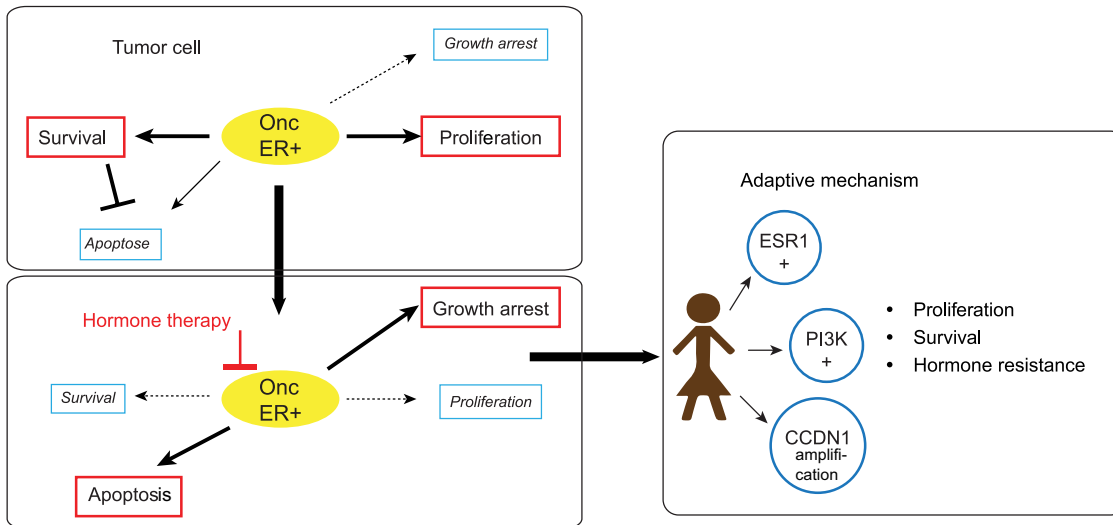 Tumor cell
Growth arrest
Onc
ER+
Survival
Proliferation
Apoptose
Hormone therapy
Growth arrest
Onc
ER+
Survival
Proliferation
Apoptosis
Adaptive mechanism
ESR1
+
PI3K
+
CCDN1
amplifi-
cation
• Proliferation
• Survival
• Hormone resistance